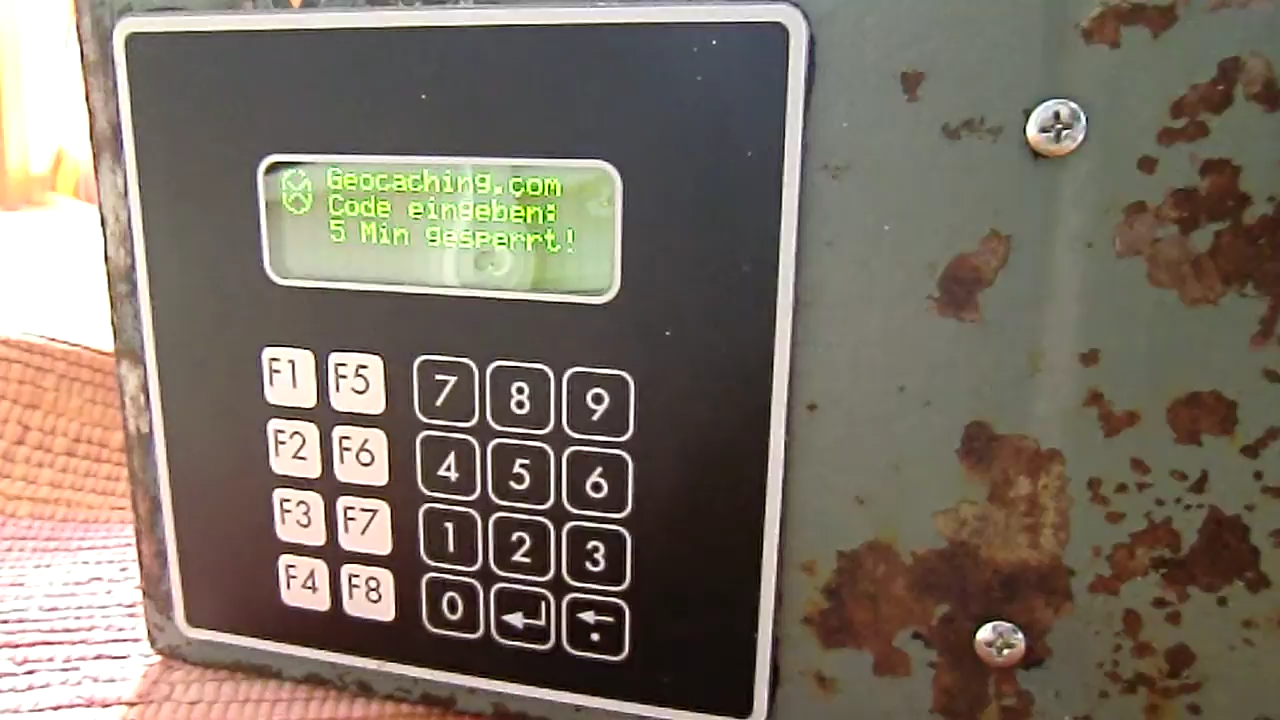 Geocaching.com
Code eingeben:
5 Min gesperrt!
F1 F5 7 8 9
F2 F6 4 5 6
F3 F7 1 2 3
F4 F8 0